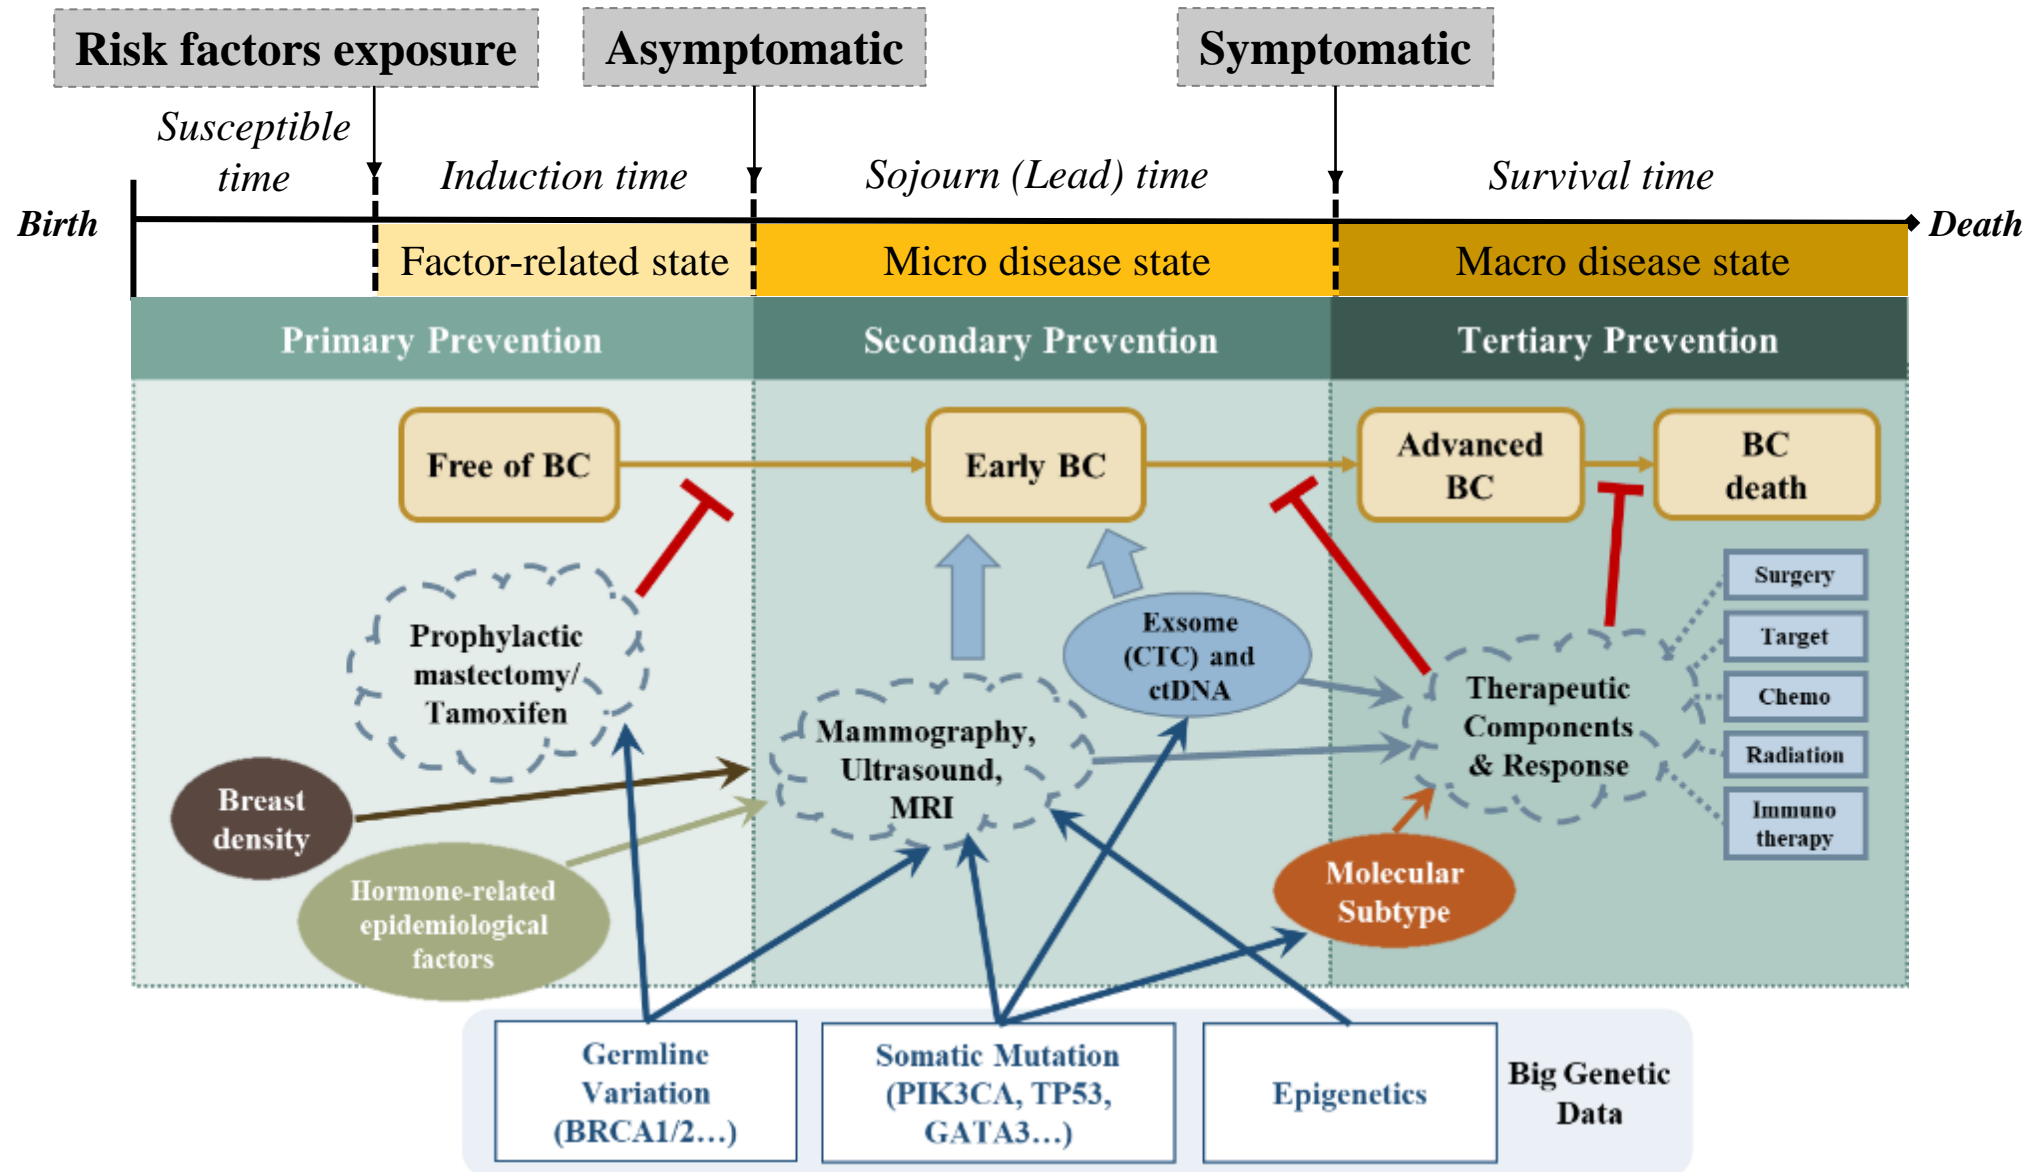 Risk factors exposure
Asymptomatic
Symptomatic
Susceptible
time
Induction time
Sojourn (Lead) time
Survival time
Birth
Death
Factor-related state
Micro disease state
Macro disease state
Primary Prevention
Secondary Prevention
Tertiary Prevention
Free of BC
Early BC
Advanced
BC
BC
death
Prophylactic
mastectomy/
Tamoxifen
Exsome
(CTC) and
ctDNA
Mammography,
Ultrasound,
MRI
Therapeutic
Components
& Response
Surgery
Target
Chemo
Radiation
Immuno
therapy
Breast
density
Hormone-related
epidemiological
factors
Molecular
Subtype
Germline
Variation
(BRCA1/2…)
Somatic Mutation
(PIK3CA, TP53,
GATA3…)
Epigenetics
Big Genetic
Data